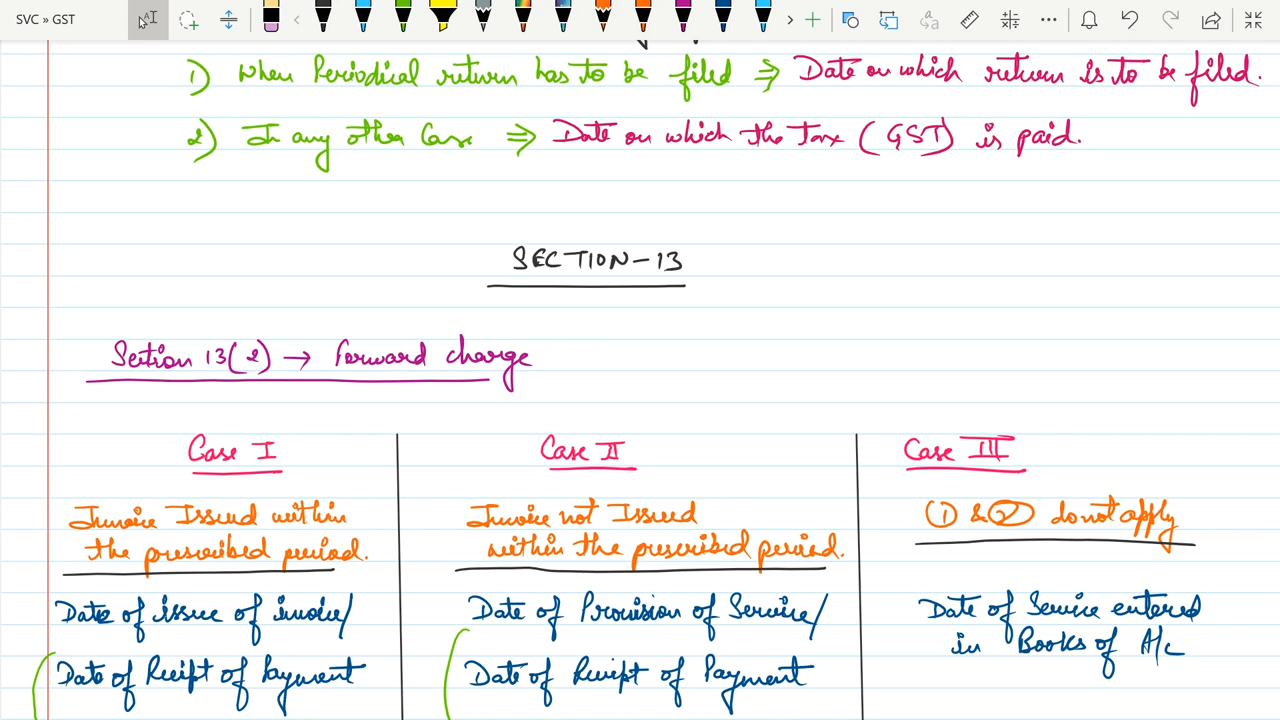 SVC » GST
1) When Periodical return has to be filed ⇒ Date on which return is to be filed.
2) In any other Case ⇒ Date on which the Tax (GST) is paid.
SECTION-13
Section 13(2) → Forward charge
Case I
Invoice Issued within
the prescribed period.
Date of issue of invoice/
Date of Receipt of Payment
Case II
Invoice not Issued
within the prescribed period.
Date of Provision of Service/
Date of Receipt of Payment
Case III
① & ② do not apply
Date of Service entered
in Books of A/c